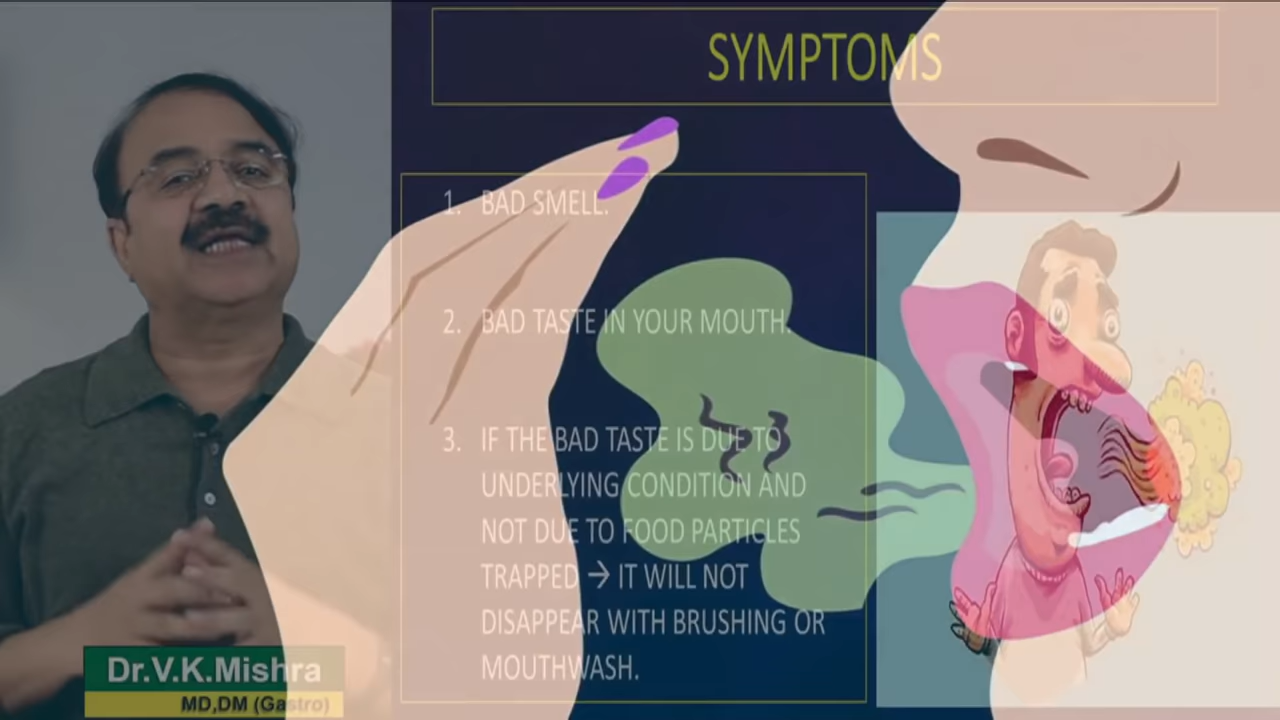 SYMPTOMS
1. BAD SMELL.
2. BAD TASTE IN YOUR MOUTH.
3. IF THE BAD TASTE IS DUE TO
UNDERLYING CONDITION AND
NOT DUE TO FOOD PARTICLES
TRAPPED → IT WILL NOT
DISAPPEAR WITH BRUSHING OR
MOUTHWASH.
Dr.V.K.Mishra
MD,DM (Gastro)